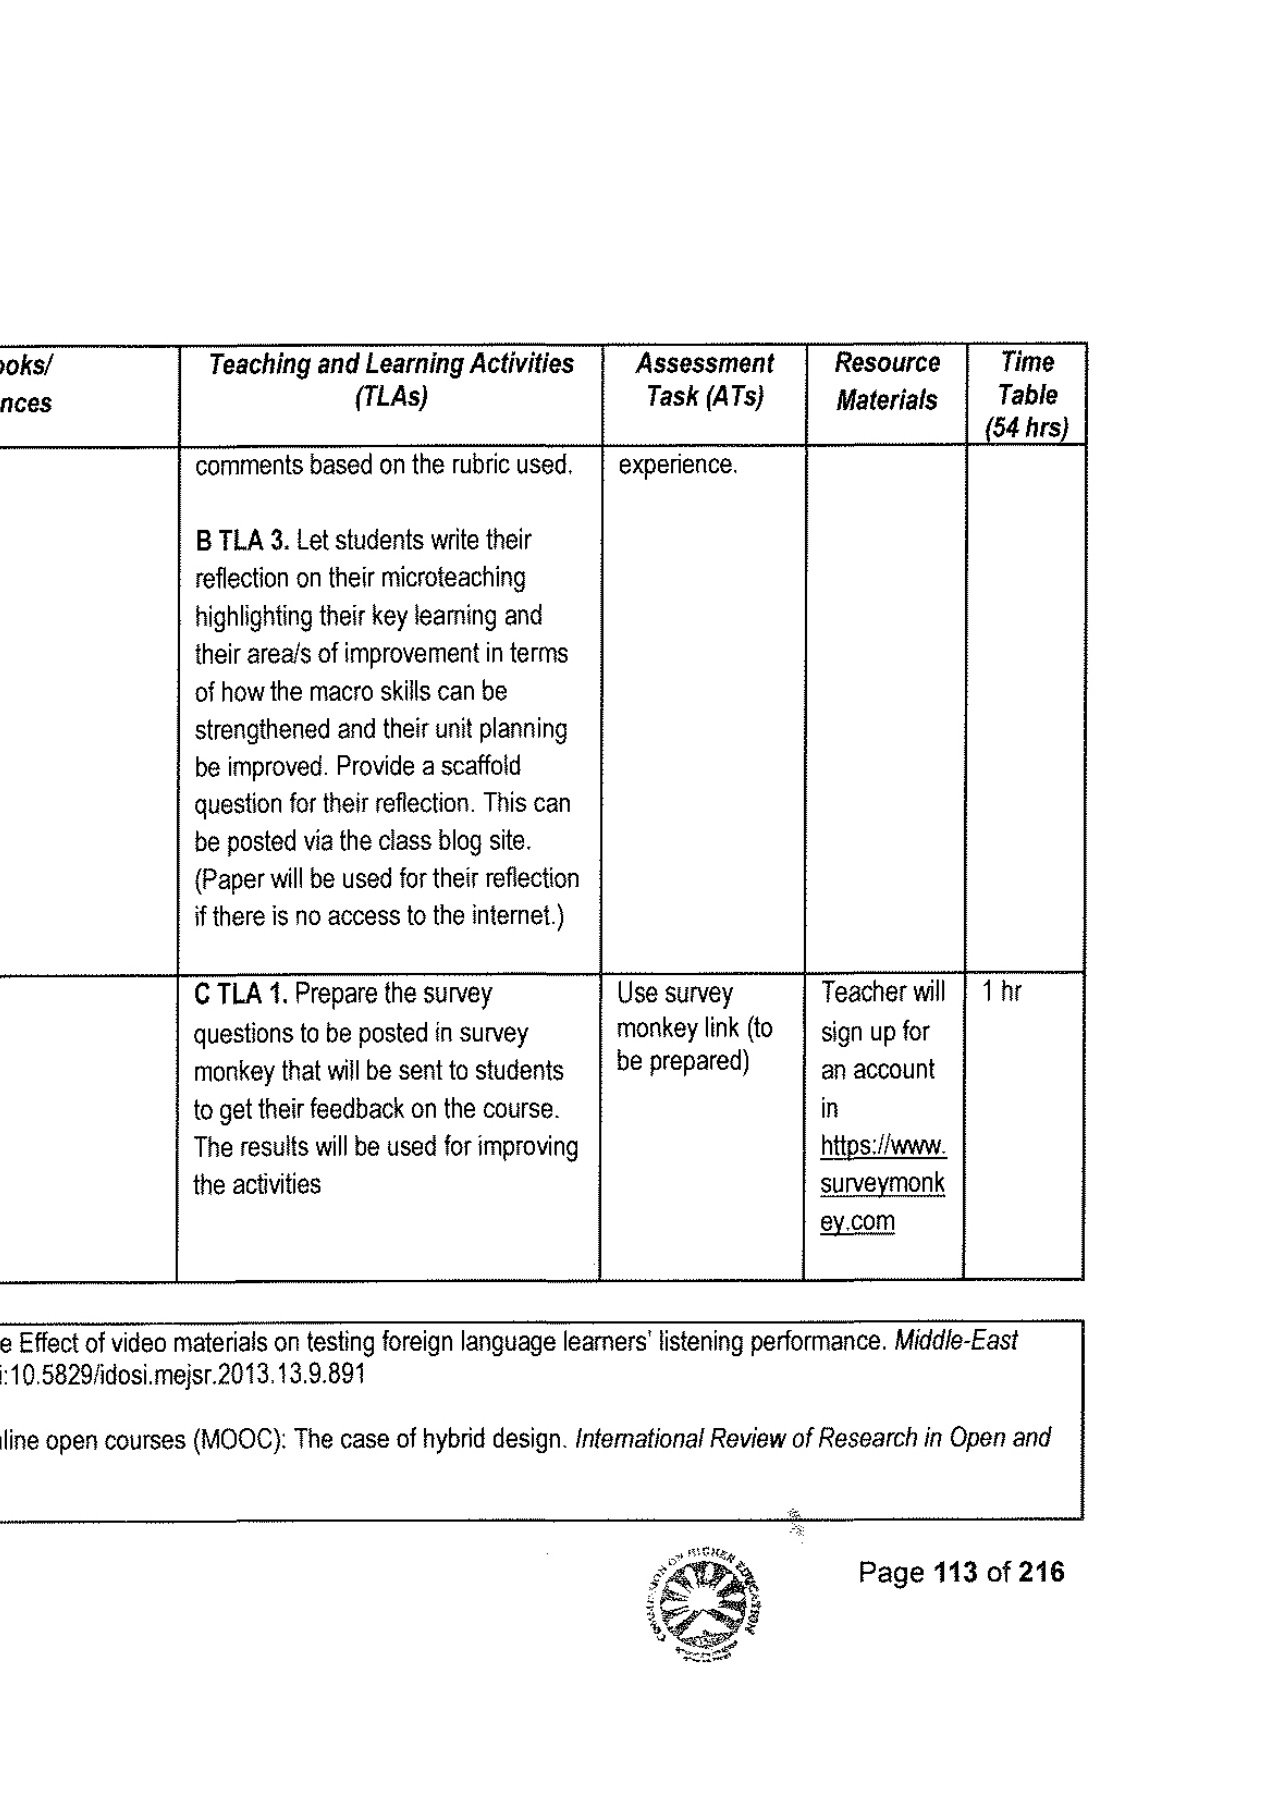 ooks/
nces
Teaching and Learning Activities
(TLAs)
Assessment
Task (ATs)
Resource
Materials
Time
Table
(54 hrs)
comments based on the rubric used.
B TLA 3. Let students write their
reflection on their microteaching
highlighting their key learning and
their area/s of improvement in terms
of how the macro skills can be
strengthened and their unit planning
be improved. Provide a scaffold
question for their reflection. This can
be posted via the class blog site.
(Paper will be used for their reflection
if there is no access to the internet.)
experience.
C TLA 1. Prepare the survey
questions to be posted in survey
monkey that will be sent to students
to get their feedback on the course.
The results will be used for improving
the activities
Use survey
monkey link (to
be prepared)
Teacher will
sign up for
an account
in
https://www.
surveymonk
ey.com
1 hr
e Effect of video materials on testing foreign language learners' listening performance. Middle-East
i:10.5829/idosi.mejsr.2013.13.9.891
line open courses (MOOC): The case of hybrid design. International Review of Research in Open and
COMMISSION ON HIGHER EDUCATION
Page 113 of 216